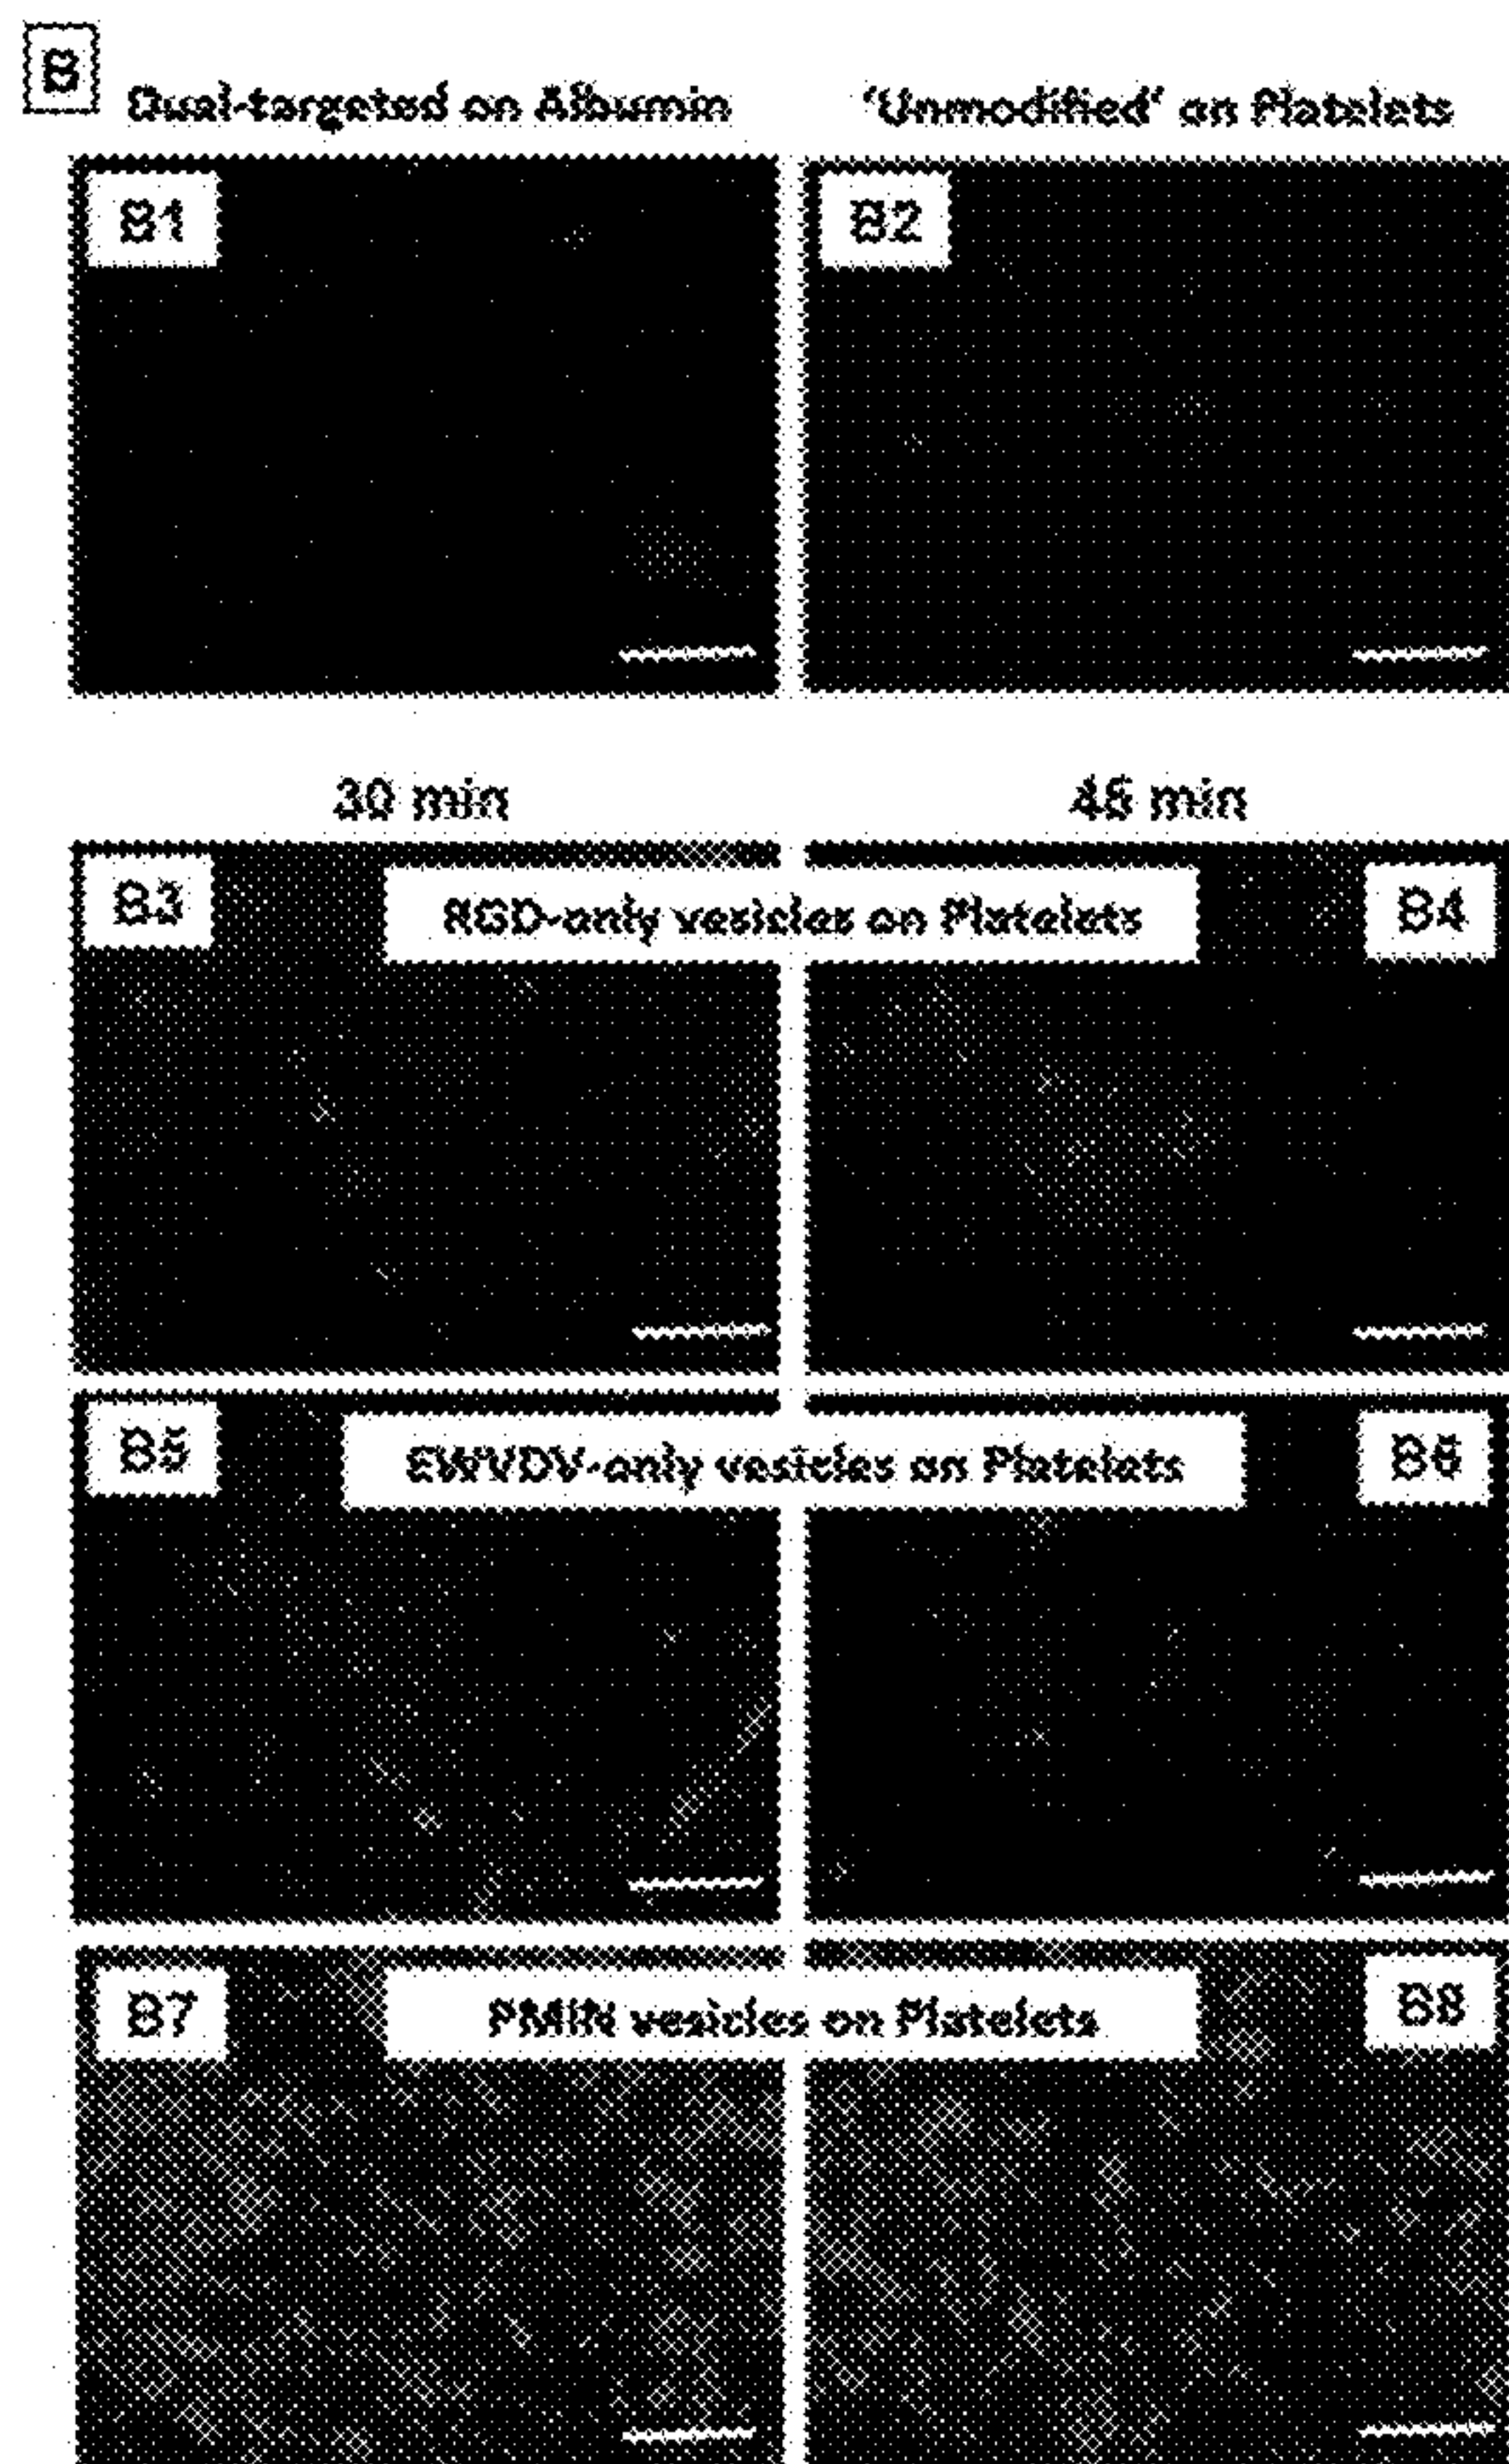 B
Dual-targeted on Albumin
'Unmodified' on Platelets
B1
B2
30 min
45 min
B3
RGD-only vesicles on Platelets
B4
B5
EWVDV-only vesicles on Platelets
B6
B7
PMIN vesicles on Platelets
B8